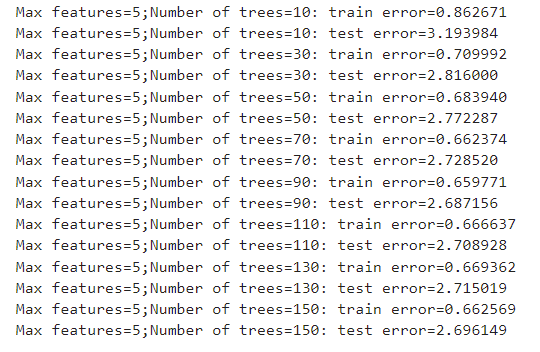 Max features=5;Number of trees=10: train error=0.862671
Max features=5;Number of trees=10: test error=3.193984
Max features=5;Number of trees=30: train error=0.709992
Max features=5;Number of trees=30: test error=2.816000
Max features=5;Number of trees=50: train error=0.683940
Max features=5;Number of trees=50: test error=2.772287
Max features=5;Number of trees=70: train error=0.662374
Max features=5;Number of trees=70: test error=2.728520
Max features=5;Number of trees=90: train error=0.659771
Max features=5;Number of trees=90: test error=2.687156
Max features=5;Number of trees=110: train error=0.666637
Max features=5;Number of trees=110: test error=2.708928
Max features=5;Number of trees=130: train error=0.669362
Max features=5;Number of trees=130: test error=2.715019
Max features=5;Number of trees=150: train error=0.662569
Max features=5;Number of trees=150: test error=2.696149